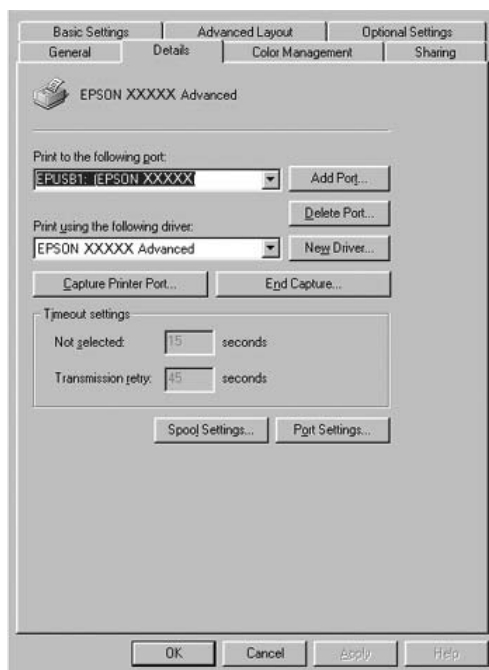 Basic Settings Advanced Layout Optional Settings
General Details Color Management Sharing
EPSON XXXXX Advanced
Print to the following port:
EPUSB1: (EPSON XXXXX Add Port...
Delete Port...
Print using the following driver:
EPSON XXXXX Advanced New Driver...
Capture Printer Port... End Capture...
Timeout settings
Not selected: 15 seconds
Transmission retry: 45 seconds
Spool Settings... Port Settings...
OK Cancel Apply Help